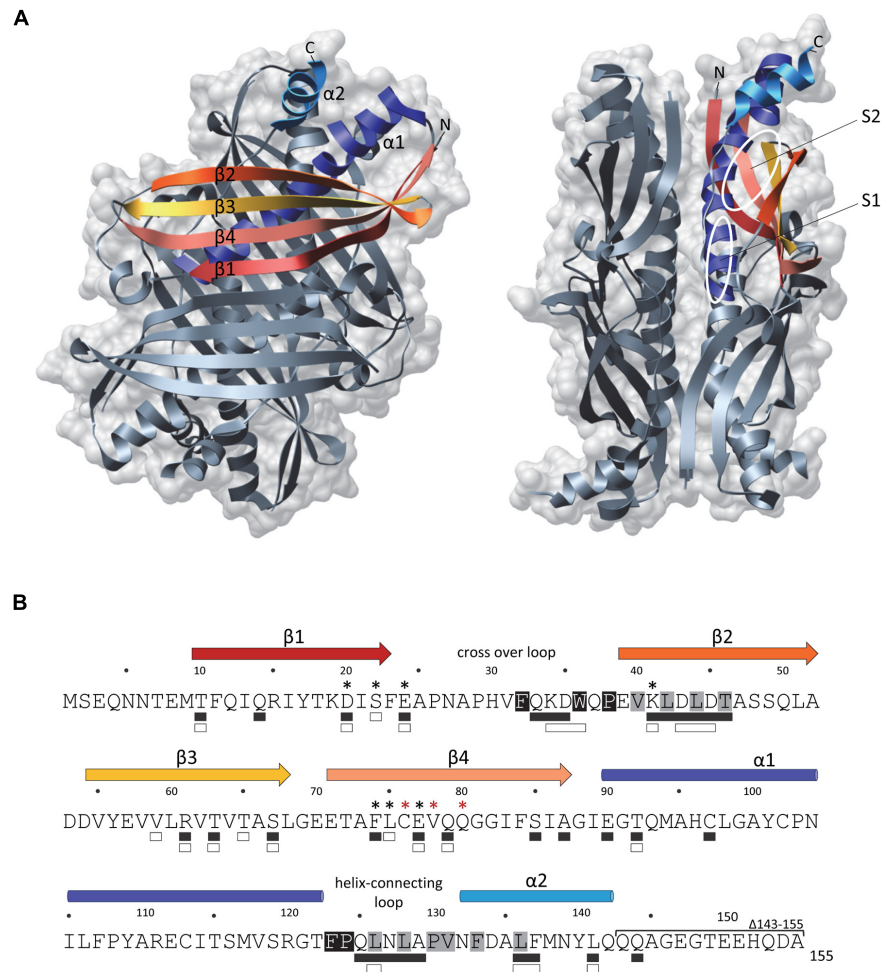 A
C
α2
α1
N
β2
β3
β4
β1
N
C
S2
S1
B
β1 cross over loop β2
10 20 30 40 50
* * * *
MSEQNNTEMTFQIQRIYTKDISFEAPNAPHVFQKDWQPEVKLDLDTASSQLA
β3 β4 α1
60 70 80 90 100
* * * * * *
DDVYEVVLRVTVTASLGEETAFLCEVQQGGIFSIAGIEGTQMAHCLGAYCPN
helix-connecting loop α2
110 120 130 140 150 Δ143-155
ILFPYARECITSMVSRGTFPQLNLAPVNFDALFMNYLQQQAGEGTEEHQDA
155